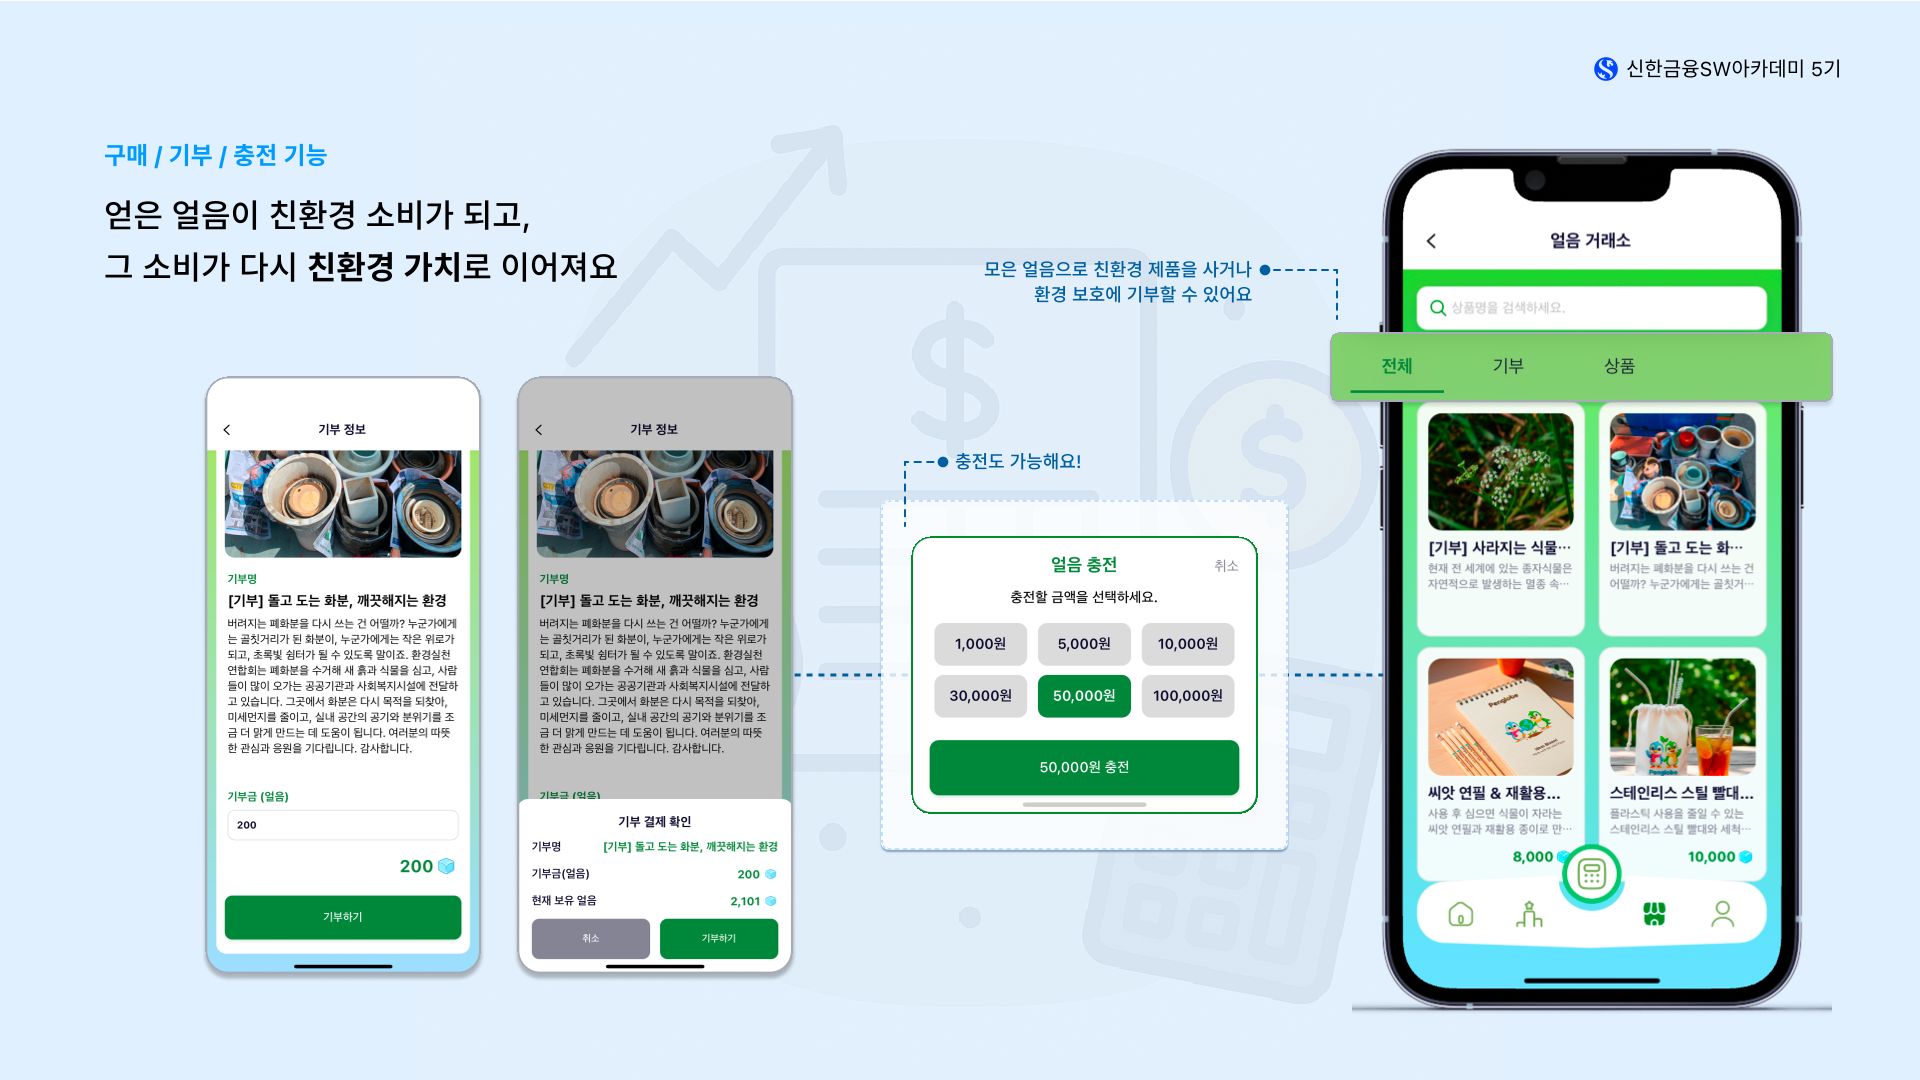 신한금융SW아카데미 5기
구매 / 기부 / 충전 기능
얻은 얼음이 친환경 소비가 되고,
그 소비가 다시 친환경 가치로 이어져요
기부 정보
기부명
[기부] 돌고 도는 화분, 깨끗해지는 환경
버려지는 폐화분을 다시 쓰는 건 어떨까? 누군가에게
는 골칫거리가 된 화분이, 누군가에게는 작은 위로가
되고, 초록빛 쉼터가 될 수 있도록 말이죠. 환경실천
연합회는 폐화분을 수거해 새 흙과 식물을 심고, 사람
들이 많이 오가는 공공기관과 사회복지시설에 전달하
고 있습니다. 그곳에서 화분은 다시 목적을 되찾아,
미세먼지를 줄이고, 실내 공간의 공기와 분위기를 조
금 더 맑게 만드는 데 도움이 됩니다. 여러분의 따뜻
한 관심과 응원을 기다립니다. 감사합니다.
기부금 (얼음)
200
200
기부하기
기부 정보
기부명
[기부] 돌고 도는 화분, 깨끗해지는 환경
버려지는 폐화분을 다시 쓰는 건 어떨까? 누군가에게
는 골칫거리가 된 화분이, 누군가에게는 작은 위로가
되고, 초록빛 쉼터가 될 수 있도록 말이죠. 환경실천
연합회는 폐화분을 수거해 새 흙과 식물을 심고, 사람
들이 많이 오가는 공공기관과 사회복지시설에 전달하
고 있습니다. 그곳에서 화분은 다시 목적을 되찾아,
미세먼지를 줄이고, 실내 공간의 공기와 분위기를 조
금 더 맑게 만드는 데 도움이 됩니다. 여러분의 따뜻
한 관심과 응원을 기다립니다. 감사합니다.
기부금 (얼음)
기부 결제 확인
기부명 [기부] 돌고 도는 화분, 깨끗해지는 환경
기부금(얼음) 200
현재 보유 얼음 2,101
취소 기부하기
충전도 가능해요!
얼음 충전 취소
충전할 금액을 선택하세요.
1,000원 5,000원 10,000원
30,000원 50,000원 100,000원
50,000원 충전
모은 얼음으로 친환경 제품을 사거나
환경 보호에 기부할 수 있어요
얼음 거래소
상품명을 검색하세요.
전체 기부 상품
[기부] 사라지는 식물…
현재 전 세계에 있는 종자식물은
자연적으로 발생하는 멸종 속…
[기부] 돌고 도는 화…
버려지는 폐화분을 다시 쓰는 건
어떨까? 누군가에게는 골칫거…
Penglobe
씨앗 연필 & 재활용...
사용 후 심으면 식물이 자라는
씨앗 연필과 재활용 종이로 만…
8,000
Penglobe
스테인리스 스틸 빨대...
플라스틱 사용을 줄일 수 있는
스테인리스 스틸 빨대와 세척…
10,000